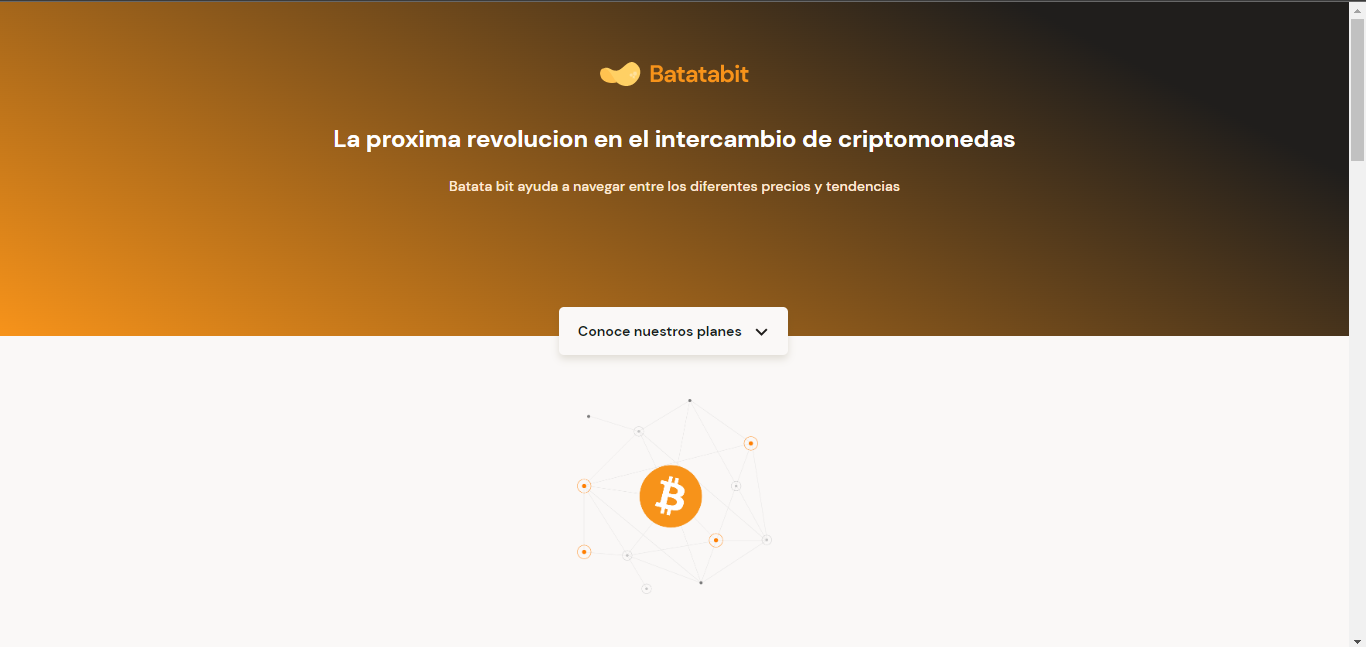 Batatabit
La proxima revolucion en el intercambio de criptomonedas
Batata bit ayuda a navegar entre los diferentes precios y tendencias
Conoce nuestros planes